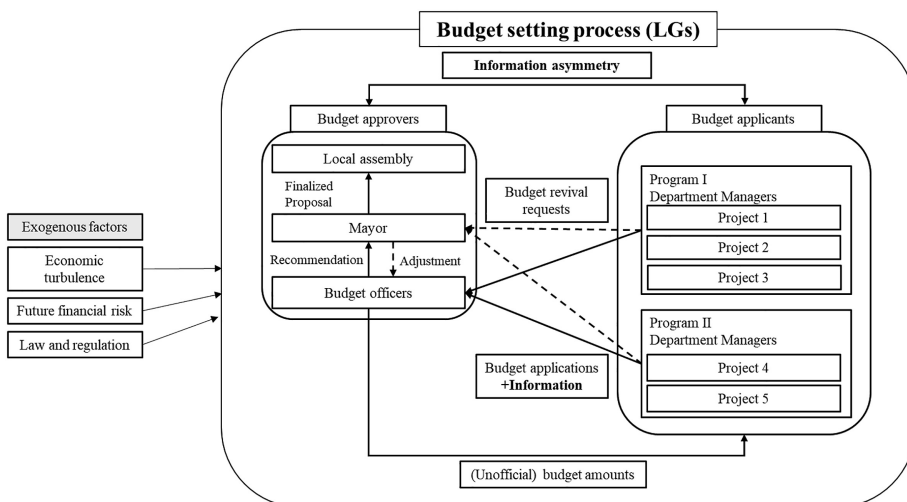 Budget setting process (LGs)
Information asymmetry
Budget approvers
Budget applicants
Local assembly
Finalized
Proposal
Mayor
Recommendation
Adjustment
Budget officers
Budget revival
requests
Program I
Department Managers
Project 1
Project 2
Project 3
Exogenous factors
Economic
turbulence
Future financial risk
Law and regulation
Program II
Department Managers
Project 4
Project 5
Budget applications
+Information
(Unofficial) budget amounts